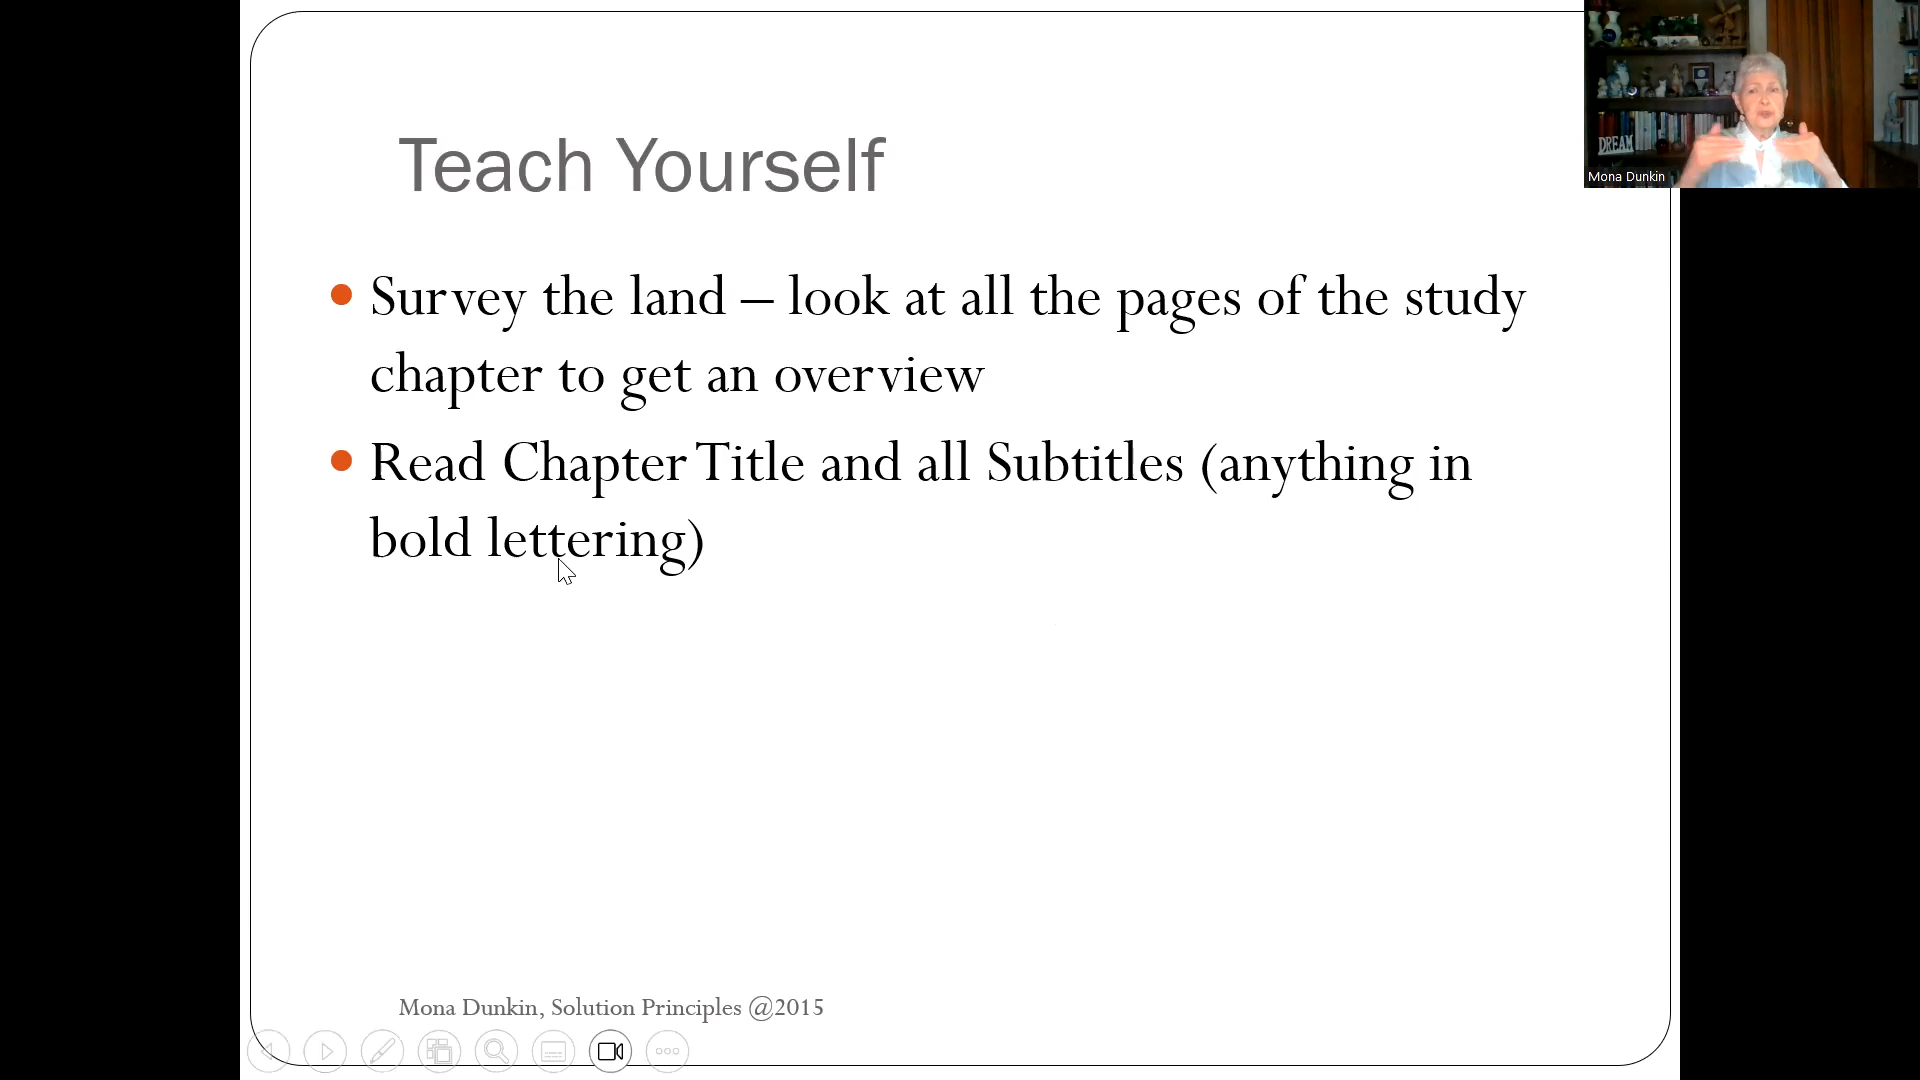 Teach Yourself
Survey the land – look at all the pages of the study
chapter to get an overview
Read Chapter Title and all Subtitles (anything in
bold lettering)
Mona Dunkin, Solution Principles @2015
DREAM
Mona Dunkin